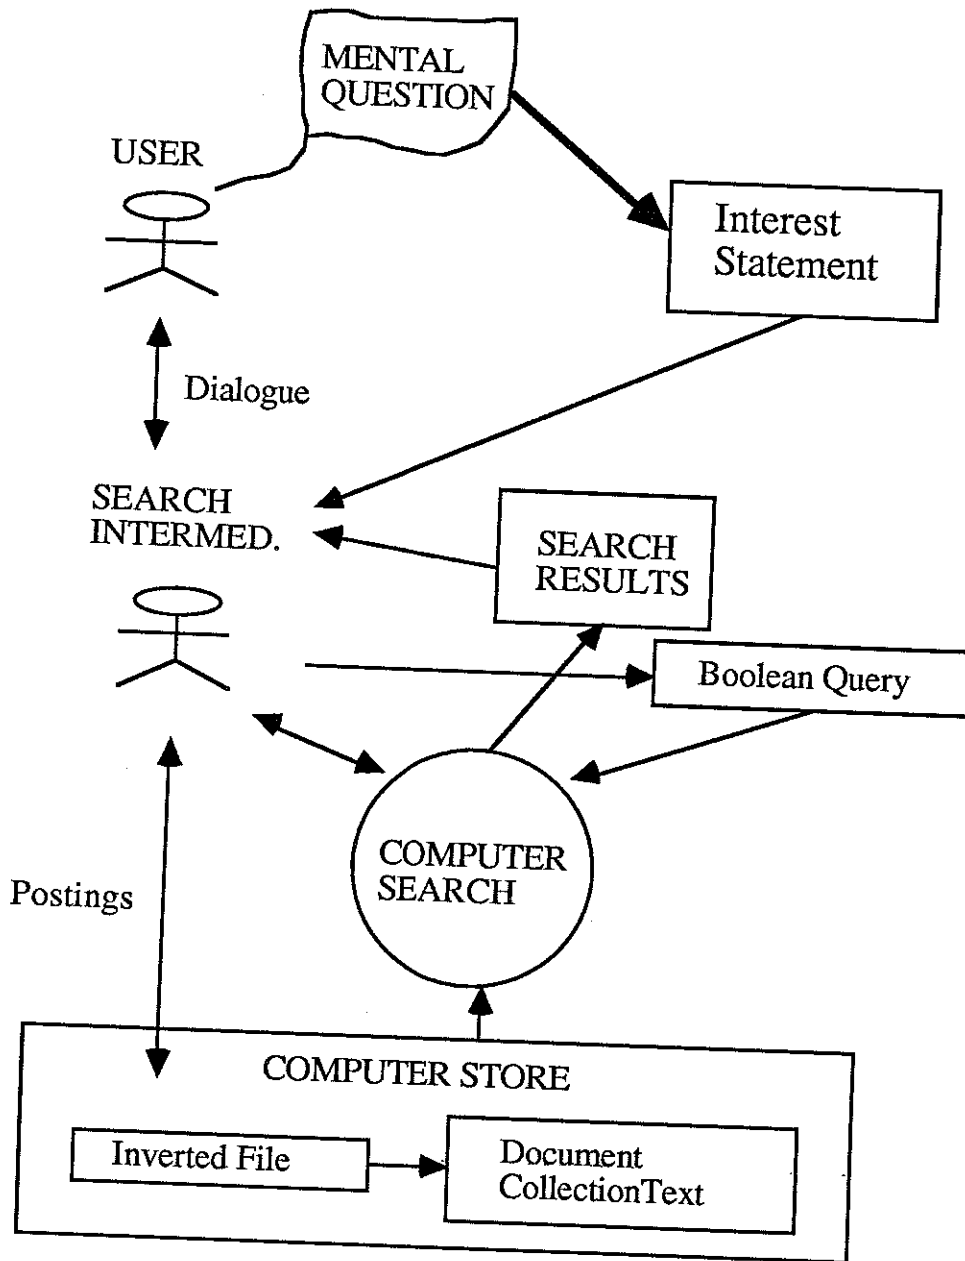 MENTAL
QUESTION
USER
Interest
Statement
Dialogue
SEARCH
INTERMED.
SEARCH
RESULTS
Boolean Query
COMPUTER
SEARCH
Postings
COMPUTER STORE
Inverted File
Document
CollectionText